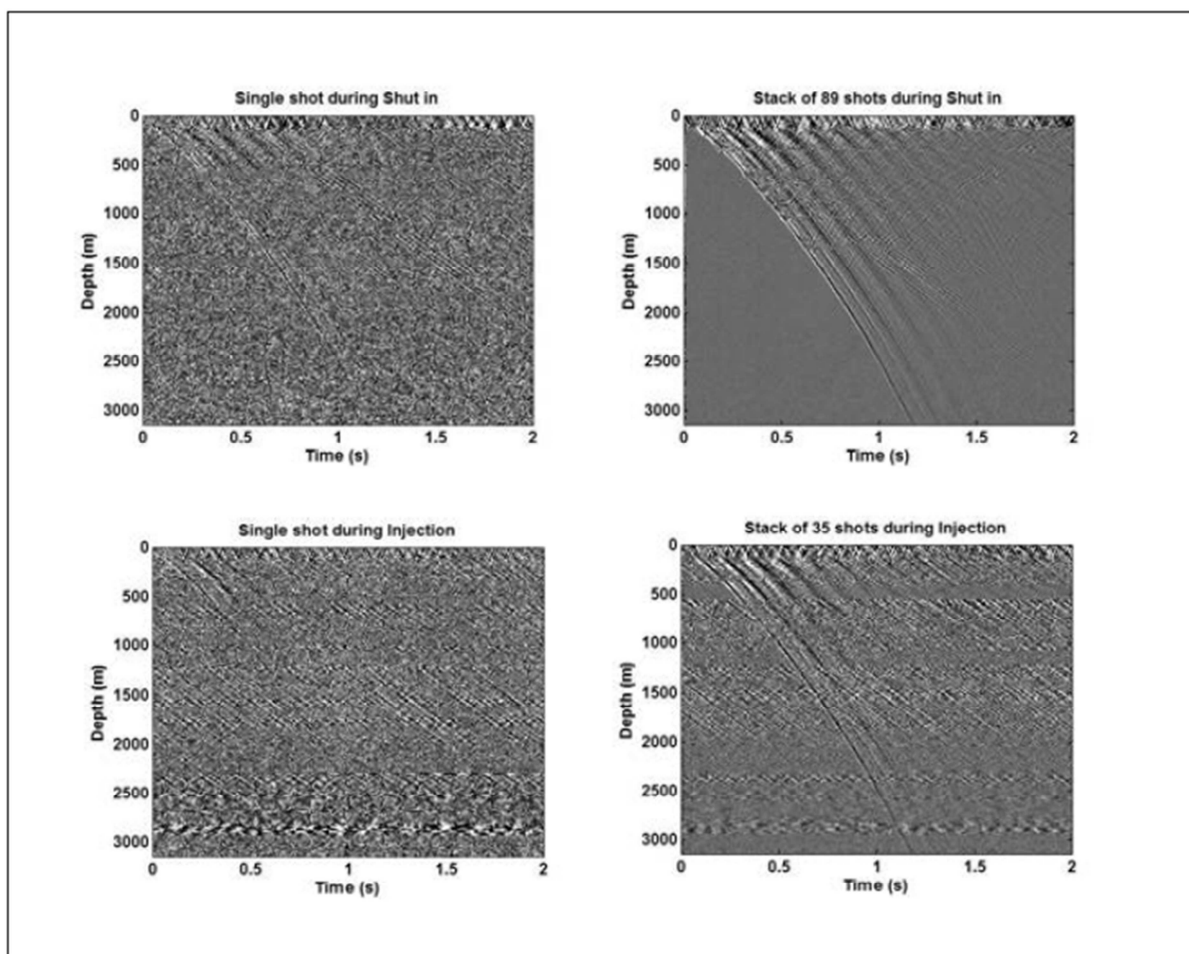 Single shot during Shut in
0
500
1000
1500
2000
2500
3000
Depth (m)
0 0.5 1 1.5 2
Time (s)
Stack of 89 shots during Shut in
0
500
1000
1500
2000
2500
3000
Depth (m)
0 0.5 1 1.5 2
Time (s)
Single shot during Injection
0
500
1000
1500
2000
2500
3000
Depth (m)
0 0.5 1 1.5 2
Time (s)
Stack of 35 shots during Injection
0
500
1000
1500
2000
2500
3000
Depth (m)
0 0.5 1 1.5 2
Time (s)